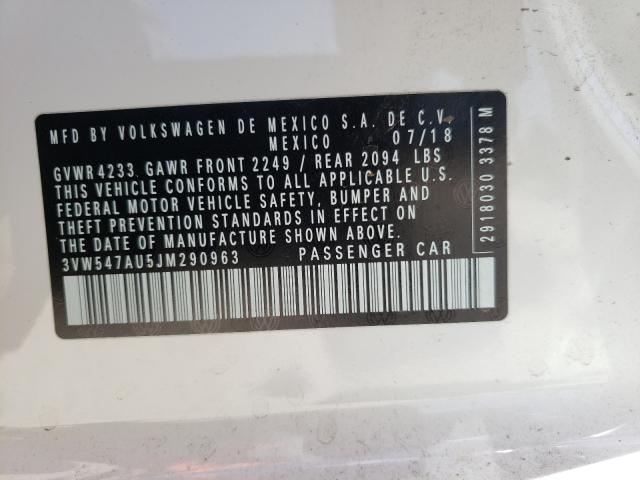 MFD BY VOLKSWAGEN DE MEXICO S.A. DE C.V.
MEXICO 07/18
GVWR 4233 GAWR FRONT 2249 / REAR 2094 LBS
THIS VEHICLE CONFORMS TO ALL APPLICABLE U.S.
FEDERAL MOTOR VEHICLE SAFETY, BUMPER AND
THEFT PREVENTION STANDARDS IN EFFECT ON
THE DATE OF MANUFACTURE SHOWN ABOVE.
3VW547AU5JM290963 PASSENGER CAR
2918030 3378 M